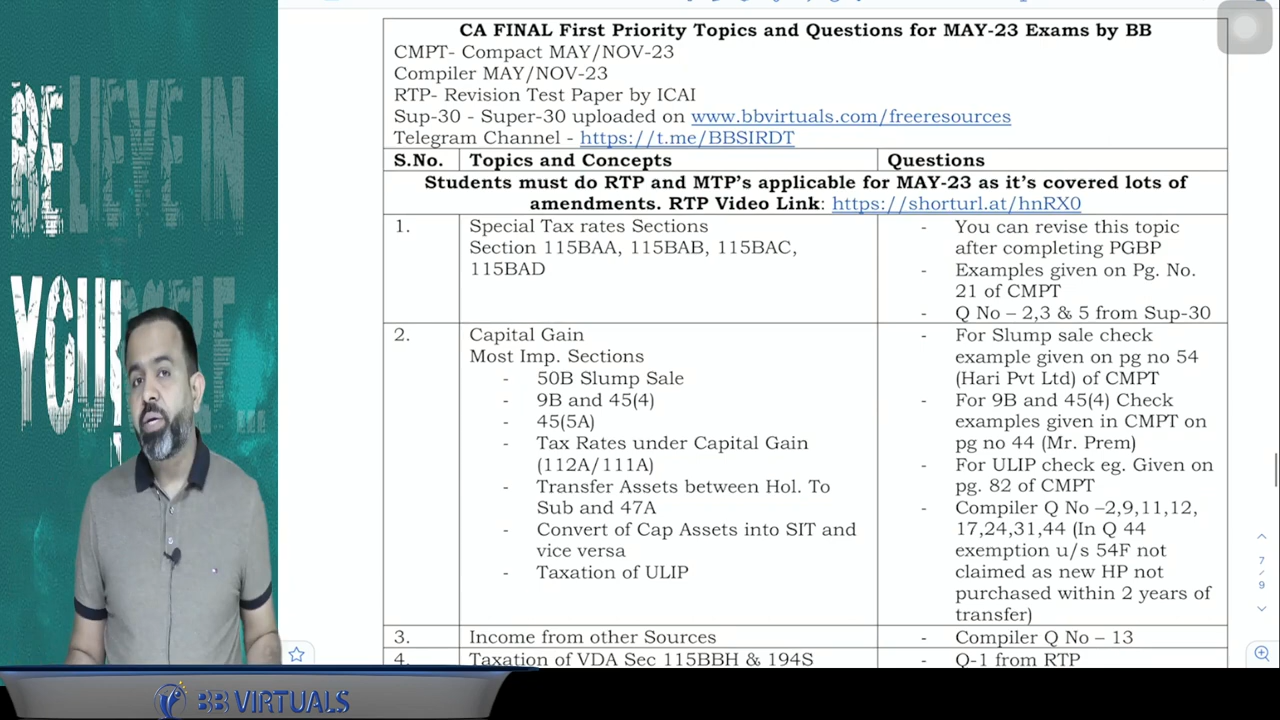 BELIEVE IN
YOURSELF...
CA FINAL First Priority Topics and Questions for MAY-23 Exams by BB
CMPT- Compact MAY/NOV-23
Compiler MAY/NOV-23
RTP- Revision Test Paper by ICAI
Sup-30 - Super-30 uploaded on www.bbvirtuals.com/freeresources
Telegram Channel - https://t.me/BBSIRDT
S.No. Topics and Concepts Questions
Students must do RTP and MTP's applicable for MAY-23 as it's covered lots of
amendments. RTP Video Link: https://shorturl.at/hnRX0
1.
Special Tax rates Sections
Section 115BAA, 115BAB, 115BAC,
115BAD
- You can revise this topic
after completing PGBP
- Examples given on Pg. No.
21 of CMPT
- Q No – 2,3 & 5 from Sup-30
2.
Capital Gain
Most Imp. Sections
- 50B Slump Sale
- 9B and 45(4)
- 45(5A)
- Tax Rates under Capital Gain
(112A/111A)
- Transfer Assets between Hol. To
Sub and 47A
- Convert of Cap Assets into SIT and
vice versa
- Taxation of ULIP
- For Slump sale check
example given on pg no 54
(Hari Pvt Ltd) of CMPT
- For 9B and 45(4) Check
examples given in CMPT on
pg no 44 (Mr. Prem)
- For ULIP check eg. Given on
pg. 82 of CMPT
- Compiler Q No –2,9,11,12,
17,24,31,44 (In Q 44
exemption u/s 54F not
claimed as new HP not
purchased within 2 years of
transfer)
3. Income from other Sources - Compiler Q No – 13
4. Taxation of VDA Sec 115BBH & 194S - Q-1 from RTP
7
/
9
BB VIRTUALS